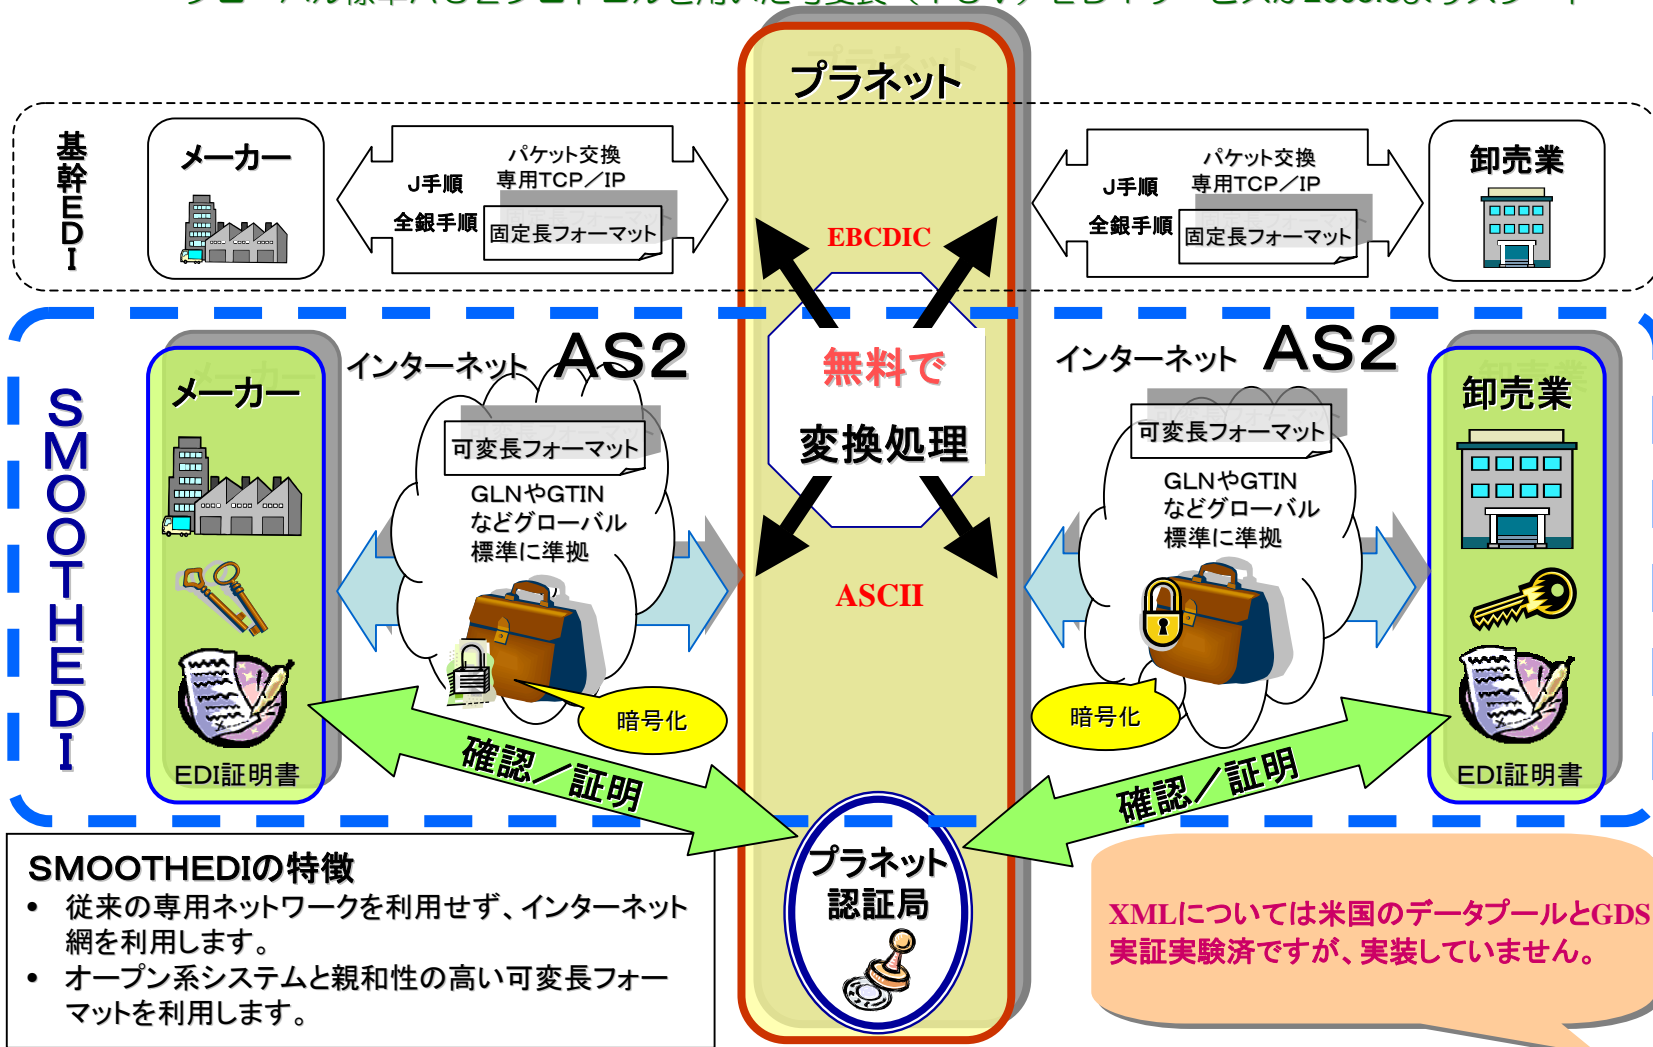 プラネット
基幹EDI
メーカー
J手順
全銀手順
パケット交換
専用TCP/IP
固定長フォーマット
J手順
全銀手順
パケット交換
専用TCP/IP
固定長フォーマット
卸売業
EBCDIC
無料で
変換処理
ASCII
SMOOTHEDI
メーカー
EDI証明書
インターネット AS2
可変長フォーマット
GLNやGTIN
などグローバル
標準に準拠
暗号化
インターネット AS2
可変長フォーマット
GLNやGTIN
などグローバル
標準に準拠
暗号化
卸売業
EDI証明書
確認/証明
確認/証明
プラネット
認証局
SMOOTHEDIの特徴
• 従来の専用ネットワークを利用せず、インターネット
網を利用します。
• オープン系システムと親和性の高い可変長フォー
マットを利用します。
XMLについては米国のデータプールとGDS
実証実験済ですが、実装していません。